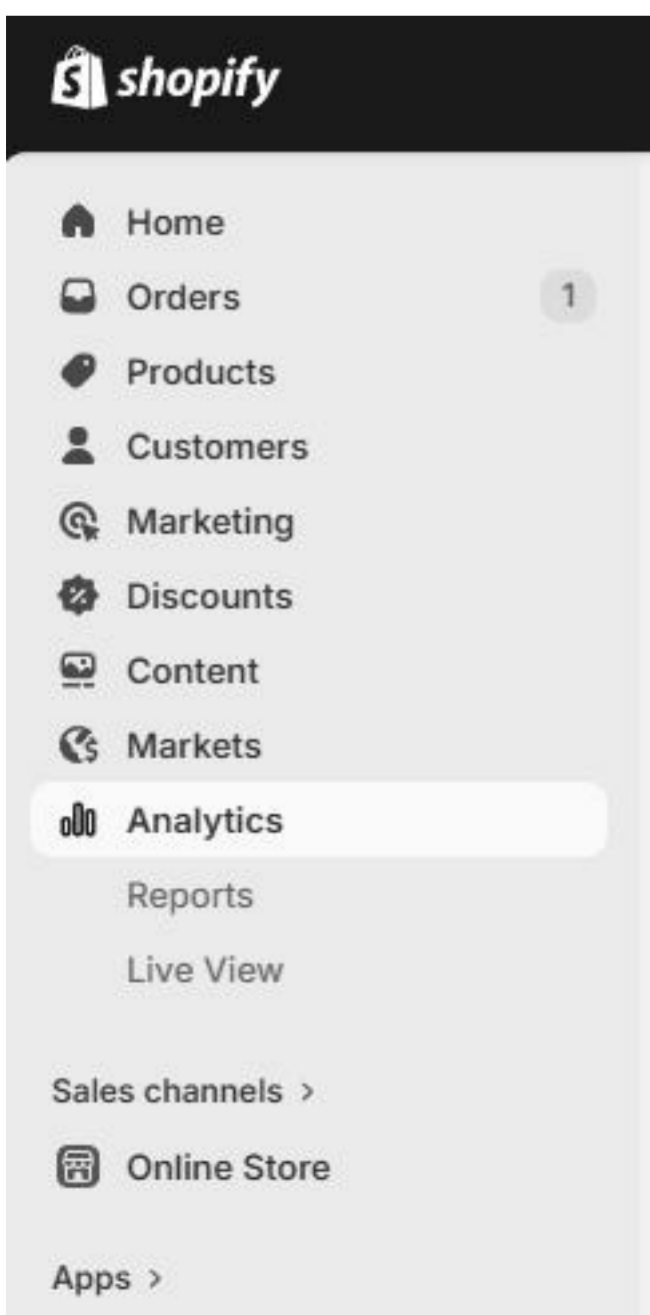 shopify
Home
Orders 1
Products
Customers
Marketing
Discounts
Content
Markets
Analytics
Reports
Live View
Sales channels >
Online Store
Apps >